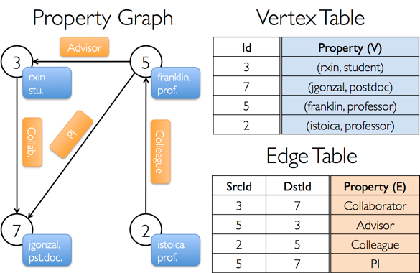 Property Graph
Advisor
3
5
rxin
stu.
franklin,
prof.
Collab.
PI
Colleague
7
2
jgonzal,
pst.doc.
istoica
prof.
Vertex Table
Id Property (V)
3 (rxin, student)
7 (jgonzal, postdoc)
5 (franklin, professor)
2 (istoica, professor)
Edge Table
SrcId DstId Property (E)
3 7 Collaborator
5 3 Advisor
2 5 Colleague
5 7 PI